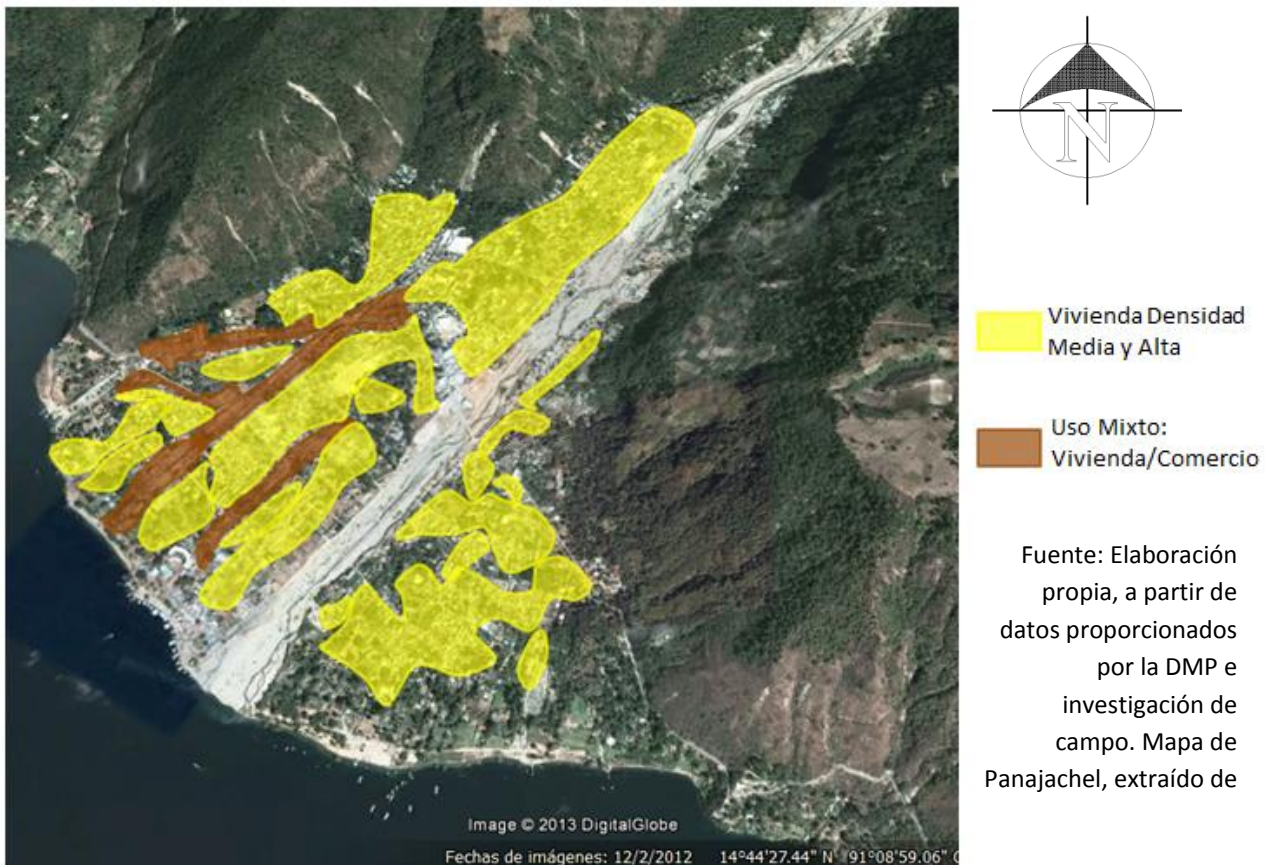 N
Vivienda Densidad
Media y Alta
Uso Mixto:
Vivienda/Comercio
Fuente: Elaboración
propia, a partir de
datos proporcionados
por la DMP e
investigación de
campo. Mapa de
Panajachel, extraído de
Image © 2013 DigitalGlobe
Fechas de imágenes: 12/2/2012 14°44'27.44" N 91°08'59.06"